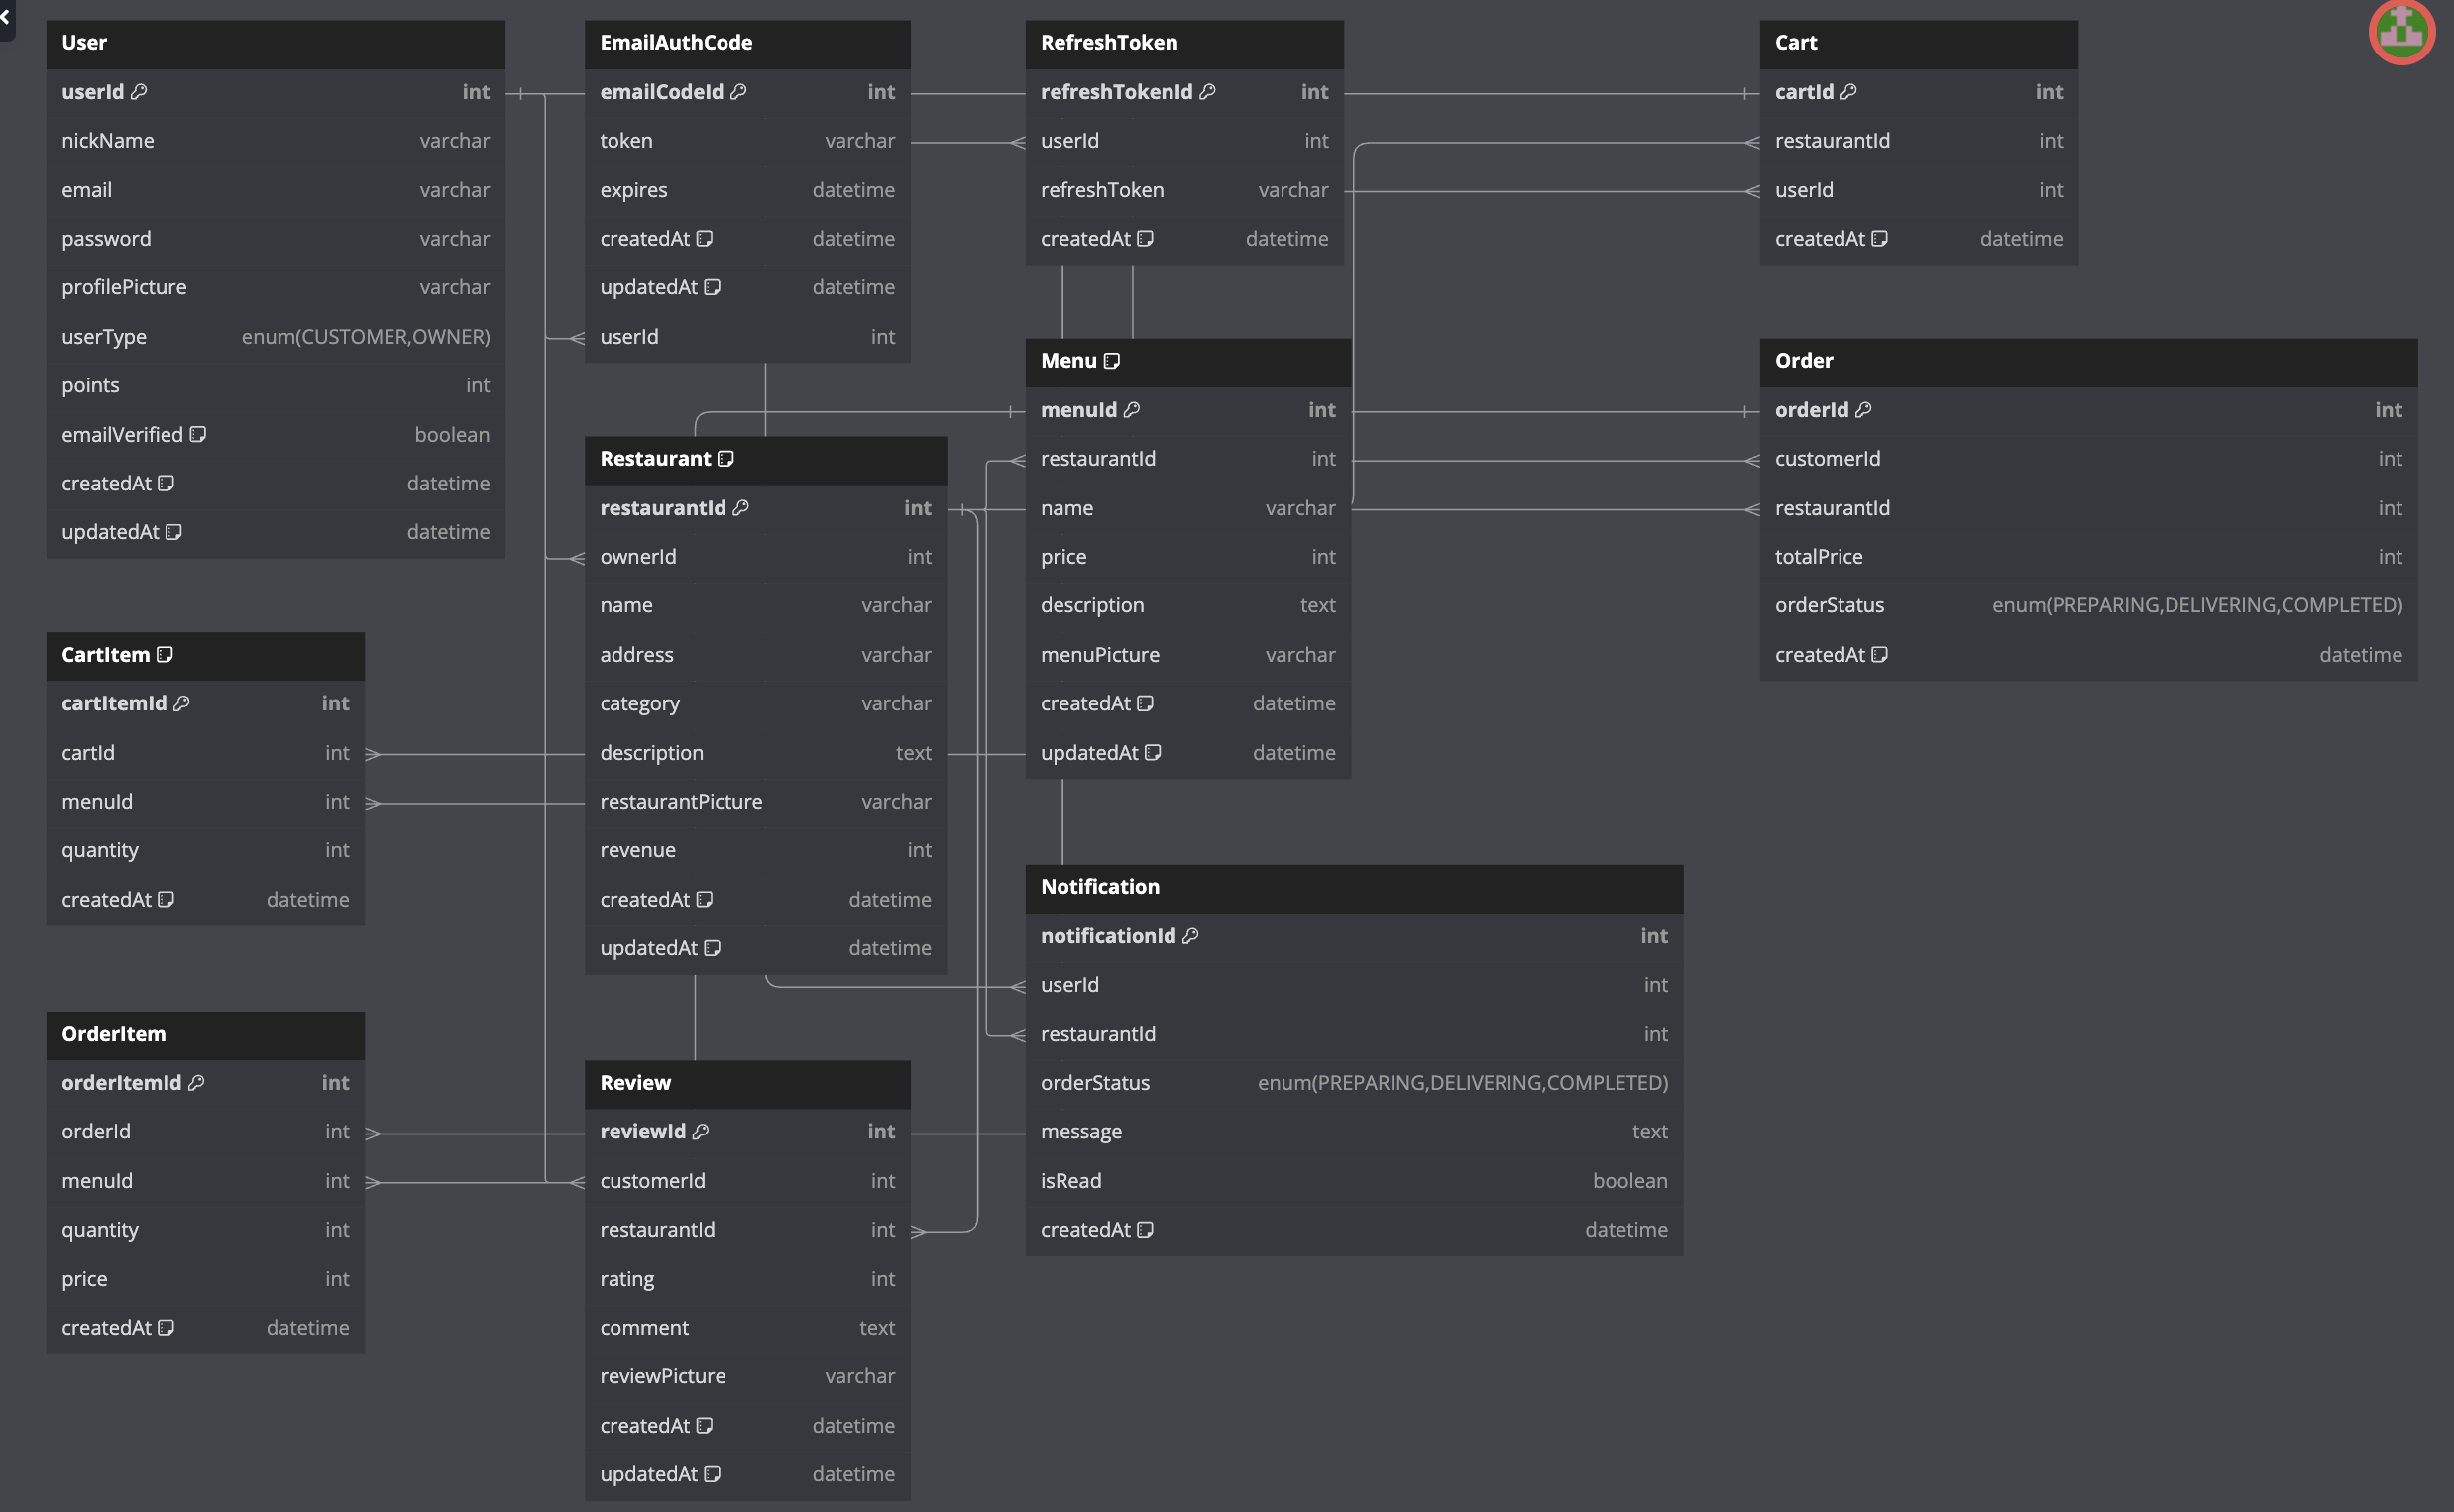 User
userId int
nickName varchar
email varchar
password varchar
profilePicture varchar
userType enum(CUSTOMER,OWNER)
points int
emailVerified boolean
createdAt datetime
updatedAt datetime
EmailAuthCode
emailCodeId int
token varchar
expires datetime
createdAt datetime
updatedAt datetime
userId int
RefreshToken
refreshTokenId int
userId int
refreshToken varchar
createdAt datetime
Cart
cartId int
restaurantId int
userId int
createdAt datetime
Menu
menuId int
restaurantId int
name varchar
price int
description text
menuPicture varchar
createdAt datetime
updatedAt datetime
Order
orderId int
customerId int
restaurantId int
totalPrice int
orderStatus enum(PREPARING,DELIVERING,COMPLETED)
createdAt datetime
Restaurant
restaurantId int
ownerId int
name varchar
address varchar
category varchar
description text
restaurantPicture varchar
revenue int
createdAt datetime
updatedAt datetime
CartItem
cartItemId int
cartId int
menuId int
quantity int
createdAt datetime
Notification
notificationId int
userId int
restaurantId int
orderStatus enum(PREPARING,DELIVERING,COMPLETED)
message text
isRead boolean
createdAt datetime
OrderItem
orderItemId int
orderId int
menuId int
quantity int
price int
createdAt datetime
Review
reviewId int
customerId int
restaurantId int
rating int
comment text
reviewPicture varchar
createdAt datetime
updatedAt datetime